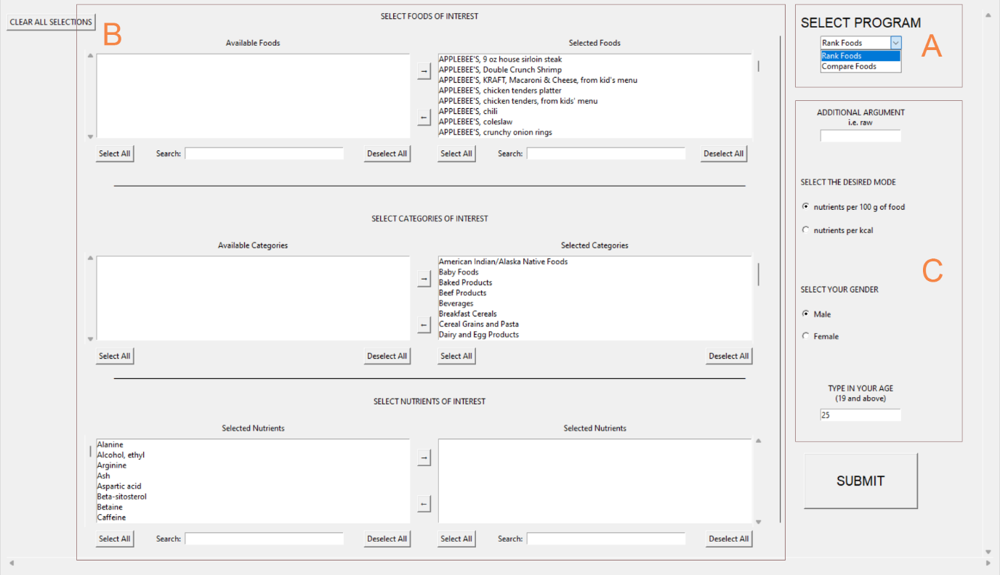 CLEAR ALL SELECTIONS
B
SELECT FOODS OF INTEREST
Available Foods
Selected Foods
→
←
APPLEBEE'S, 9 oz house sirloin steak
APPLEBEE'S, Double Crunch Shrimp
APPLEBEE'S, KRAFT, Macaroni & Cheese, from kid's menu
APPLEBEE'S, chicken tenders platter
APPLEBEE'S, chicken tenders, from kids' menu
APPLEBEE'S, chili
APPLEBEE'S, coleslaw
APPLEBEE'S, crunchy onion rings
Select All Search: Deselect All
Select All Search: Deselect All
SELECT CATEGORIES OF INTEREST
Available Categories
Selected Categories
→
←
American Indian/Alaska Native Foods
Baby Foods
Baked Products
Beef Products
Beverages
Breakfast Cereals
Cereal Grains and Pasta
Dairy and Egg Products
Select All Deselect All
Select All Deselect All
SELECT NUTRIENTS OF INTEREST
Selected Nutrients
Selected Nutrients
Alanine
Alcohol, ethyl
Arginine
Ash
Aspartic acid
Beta-sitosterol
Betaine
Caffeine
→
←
Select All Search: Deselect All
Select All Search: Deselect All
SELECT PROGRAM
A
Rank Foods
Rank Foods
Compare Foods
ADDITIONAL ARGUMENT
i.e. raw
SELECT THE DESIRED MODE
nutrients per 100 g of food
nutrients per kcal
C
SELECT YOUR GENDER
Male
Female
TYPE IN YOUR AGE
(19 and above)
25
SUBMIT